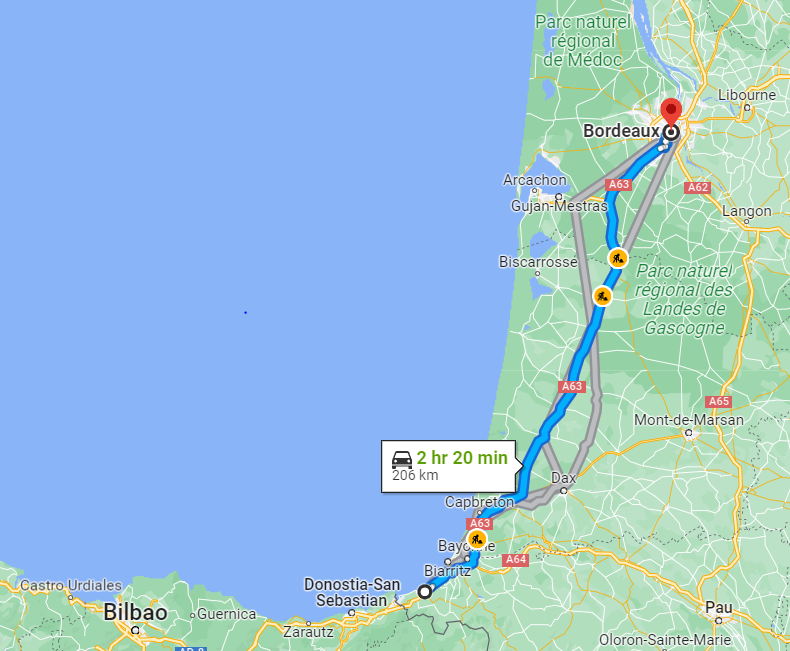 Parc naturel
régional
de Médoc
Libourne
Bordeaux
Arcachon
A63
A62
Gujan-Mestras
Langon
Biscarrosse
Parc naturel
régional des
Landes de
Gascogne
A63
A65
Mont-de-Marsan
2 hr 20 min
206 km
Dax
Capbreton
A63
Bayonne
A64
Biarritz
Castro Urdiales
Donostia-San
Sebastian
Bilbao
Guernica
Zarautz
Pau
Oloron-Sainte-Marie